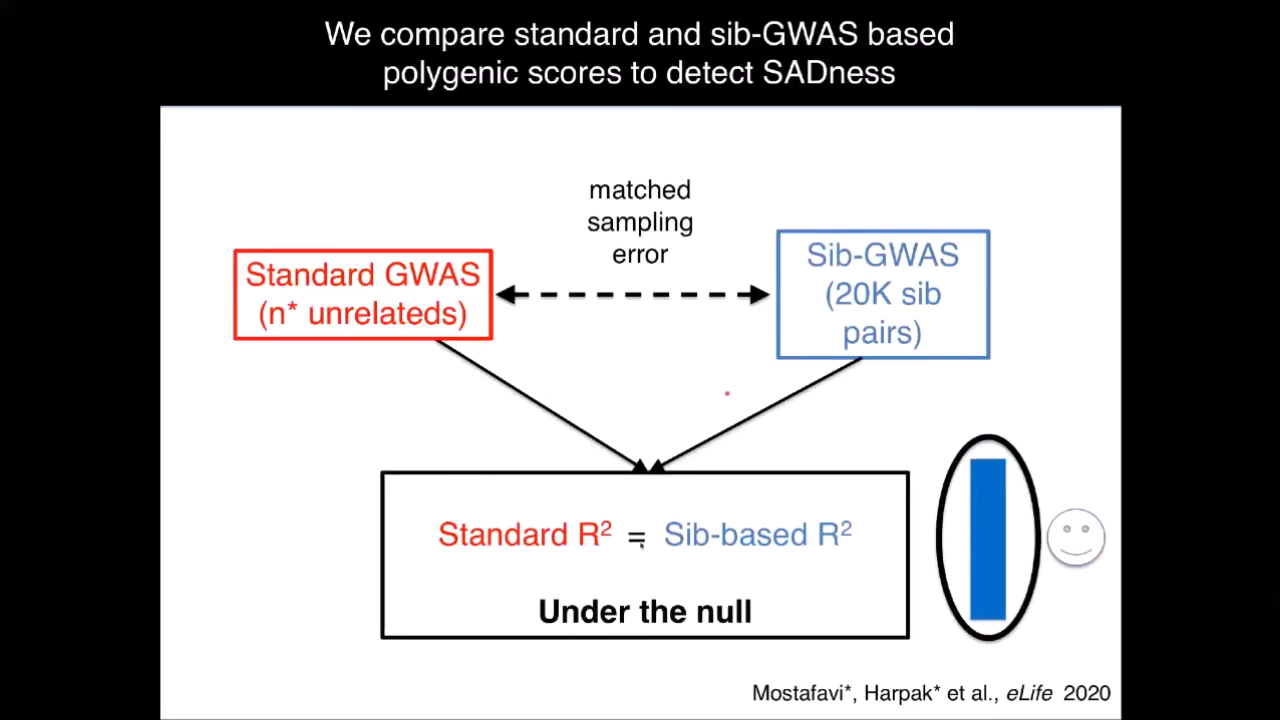 We compare standard and sib-GWAS based
polygenic scores to detect SADness
matched
sampling
error
Standard GWAS
(n* unrelateds)
Sib-GWAS
(20K sib
pairs)
Standard R² = Sib-based R²
Under the null
Mostafavi*, Harpak* et al., eLife 2020